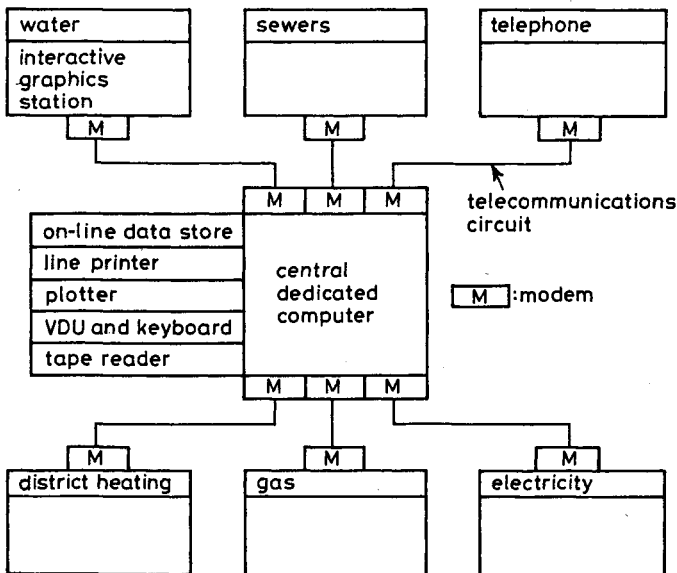 water
interactive
graphics
station
M
sewers
M
telephone
M
M M M
telecommunications
circuit
on-line data store
line printer
plotter
VDU and keyboard
tape reader
central
dedicated
computer
M :modem
M M M
M
district heating
M
gas
M
electricity